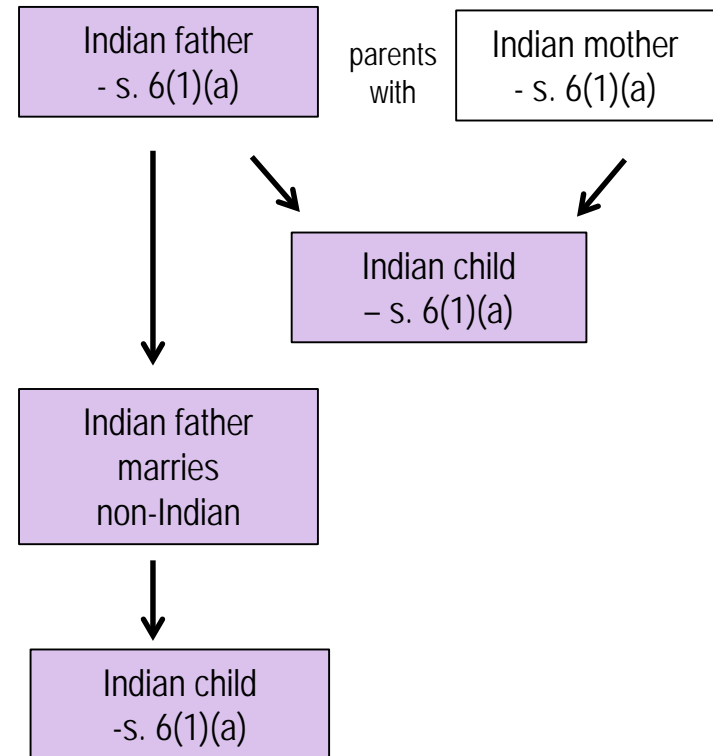 Indian father
- s. 6(1)(a)
parents
with
Indian mother
- s. 6(1)(a)
Indian child
– s. 6(1)(a)
Indian father
marries
non-Indian
Indian child
-s. 6(1)(a)